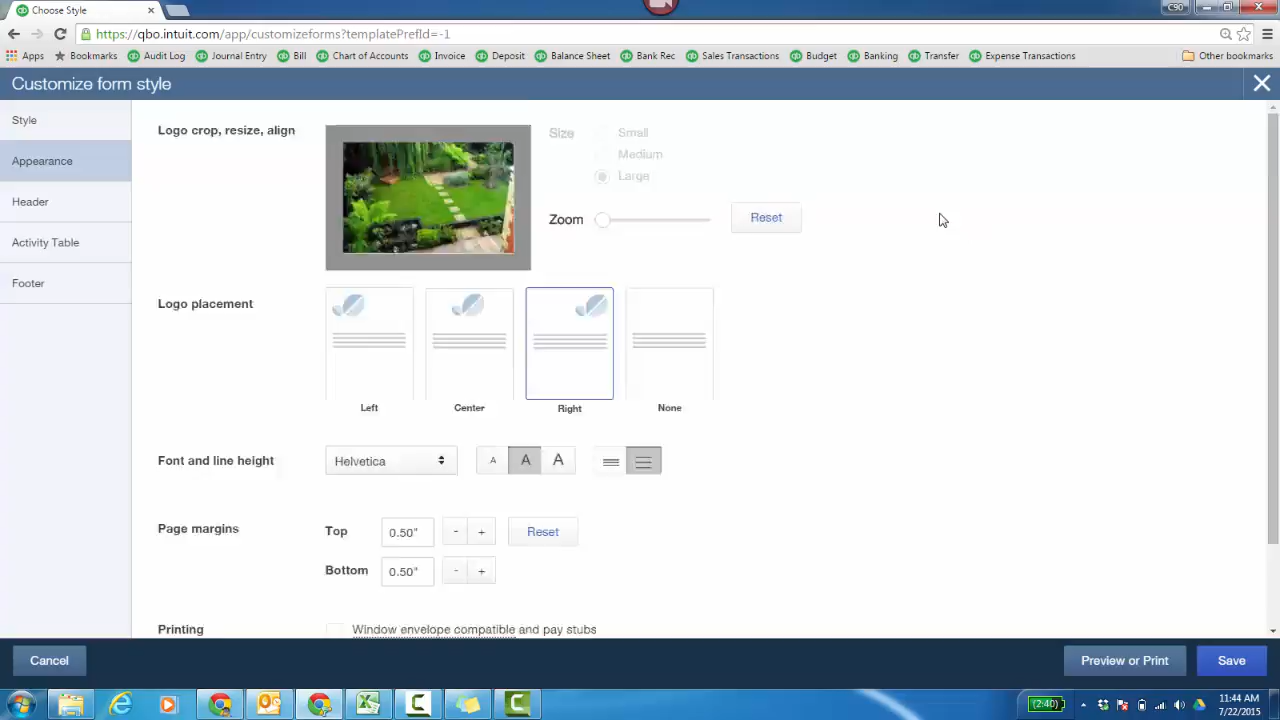 Choose Style
C90
https://qbo.intuit.com/app/customizeforms?templatePrefId=-1
Apps Bookmarks Audit Log Journal Entry Bill Chart of Accounts Invoice Deposit Balance Sheet Bank Rec Sales Transactions Budget Banking Transfer Expense Transactions Other bookmarks
Customize form style
Style
Appearance
Header
Activity Table
Footer
Logo crop, resize, align
Size
Small
Medium
Large
Zoom
Reset
Logo placement
Left Center Right None
Font and line height
Helvetica
A A A
Page margins
Top 0.50" - + Reset
Bottom 0.50" - +
Printing
Window envelope compatible and pay stubs
Cancel
Preview or Print
Save
(2:40)
11:44 AM
7/22/2015